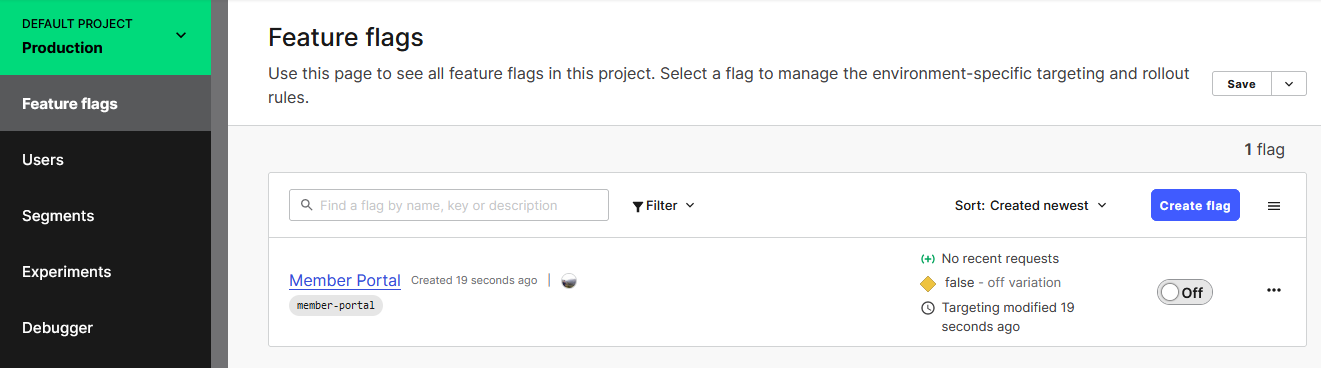 DEFAULT PROJECT
Production
Feature flags
Users
Segments
Experiments
Debugger
Feature flags
Use this page to see all feature flags in this project. Select a flag to manage the environment-specific targeting and rollout
rules.
Save
1 flag
Find a flag by name, key or description
Filter
Sort: Created newest
Create flag
Member Portal Created 19 seconds ago
member-portal
No recent requests
false - off variation
Targeting modified 19
seconds ago
Off